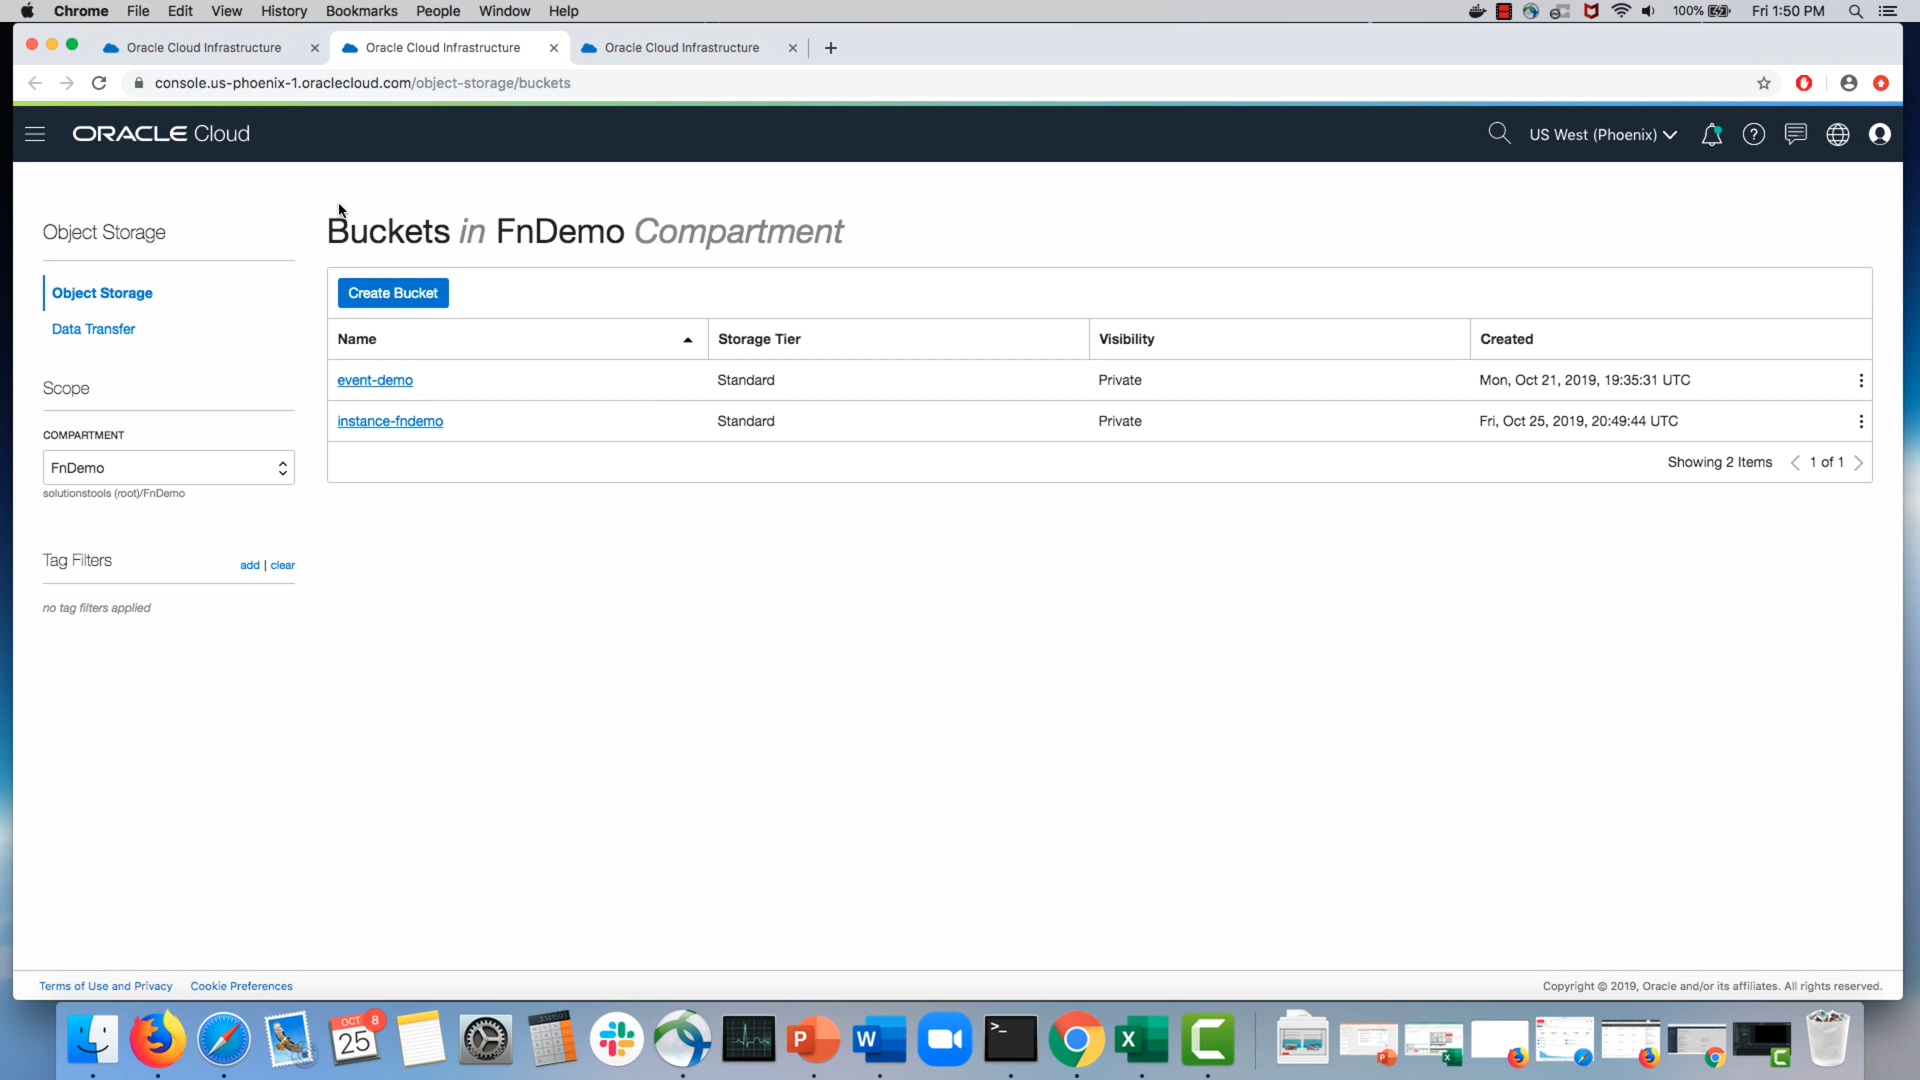 Chrome File Edit View History Bookmarks People Window Help 100% Fri 1:50 PM
Oracle Cloud Infrastructure Oracle Cloud Infrastructure Oracle Cloud Infrastructure
console.us-phoenix-1.oraclecloud.com/object-storage/buckets
ORACLE Cloud US West (Phoenix)
Object Storage
Object Storage
Data Transfer
Scope
COMPARTMENT
FnDemo
solutionstools (root)/FnDemo
Tag Filters add | clear
no tag filters applied
Buckets in FnDemo Compartment
Create Bucket
Name Storage Tier Visibility Created
event-demo Standard Private Mon, Oct 21, 2019, 19:35:31 UTC
instance-fndemo Standard Private Fri, Oct 25, 2019, 20:49:44 UTC
Showing 2 Items 1 of 1
Terms of Use and Privacy Cookie Preferences Copyright © 2019, Oracle and/or its affiliates. All rights reserved.
OCT 8
25
P W X